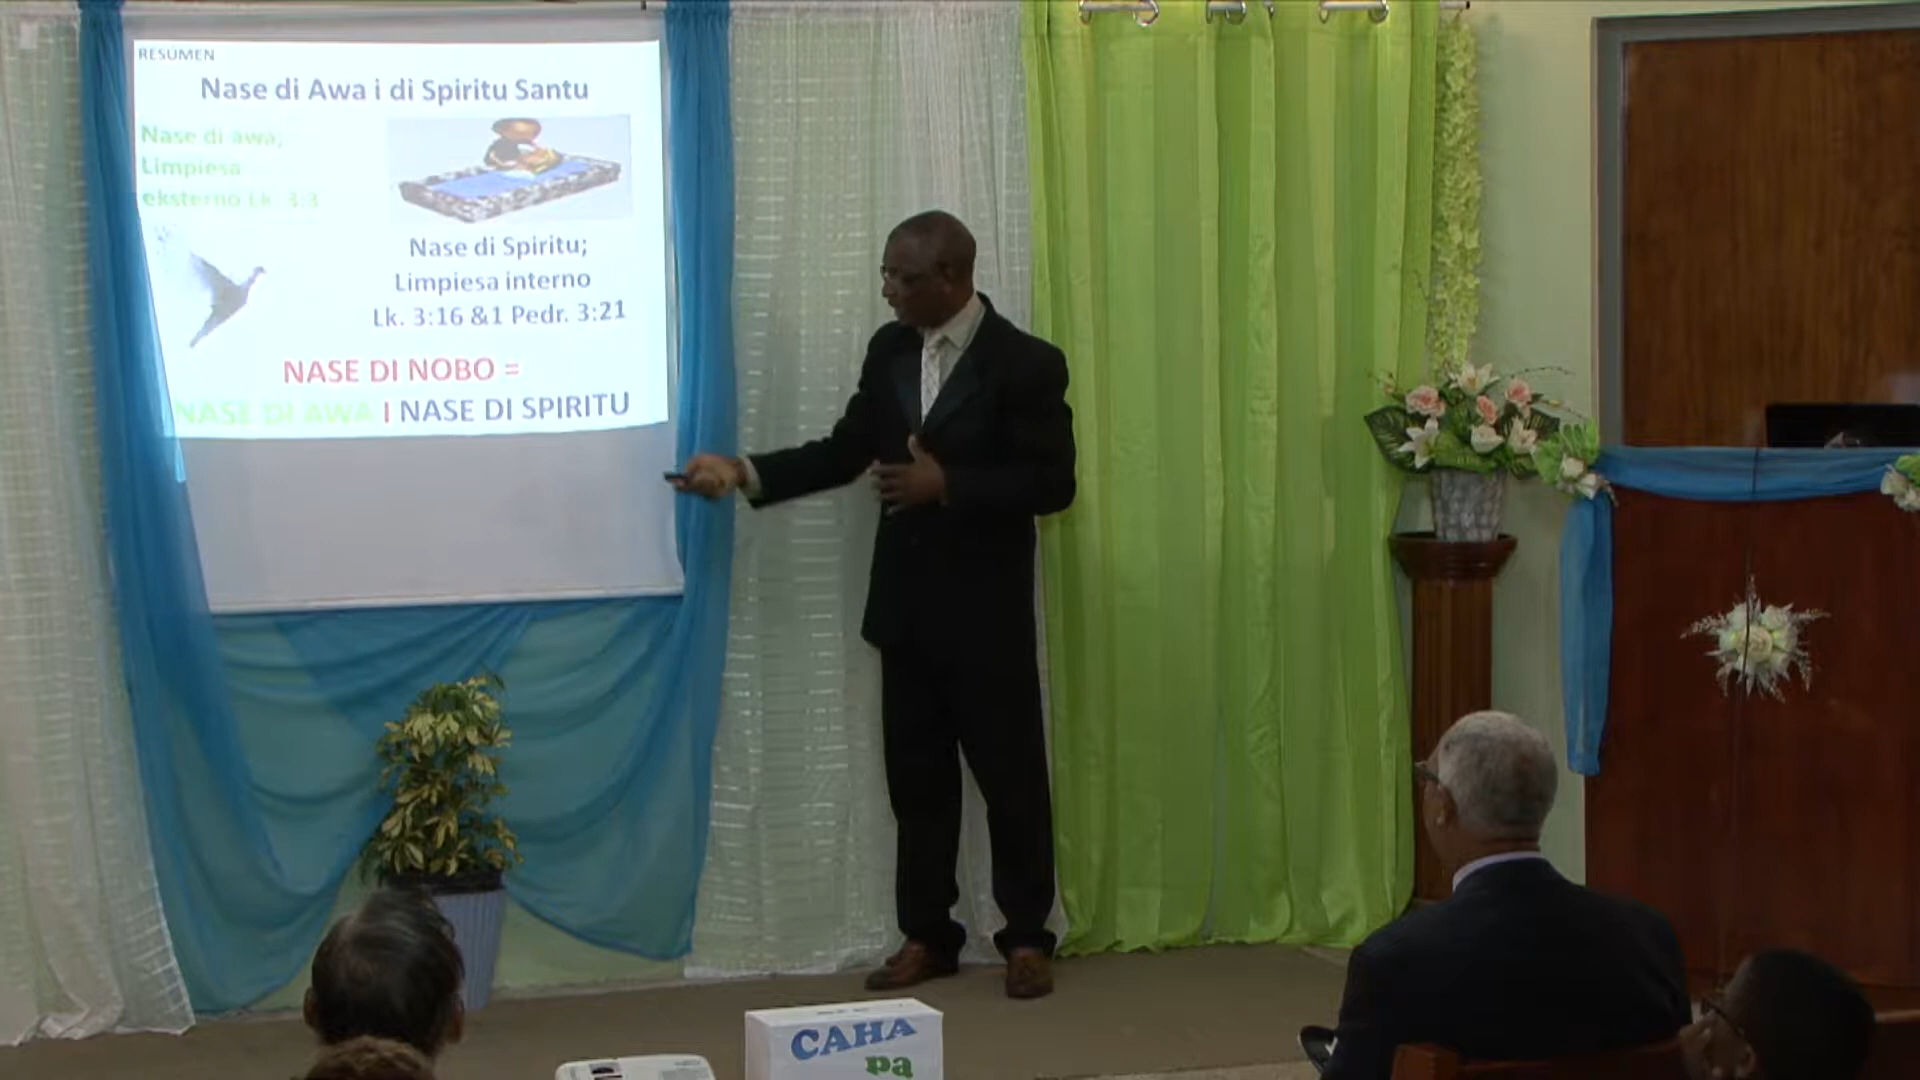 RESUMEN
Nase di Awa i di Spiritu Santu
Nase di awa;
Limpiesa
eksterno Lk. 3:3
Nase di Spiritu;
Limpiesa interno
Lk. 3:16 &1 Pedr. 3:21
NASE DI NOBO =
NASE DI AWA I NASE DI SPIRITU
CAHA
pa